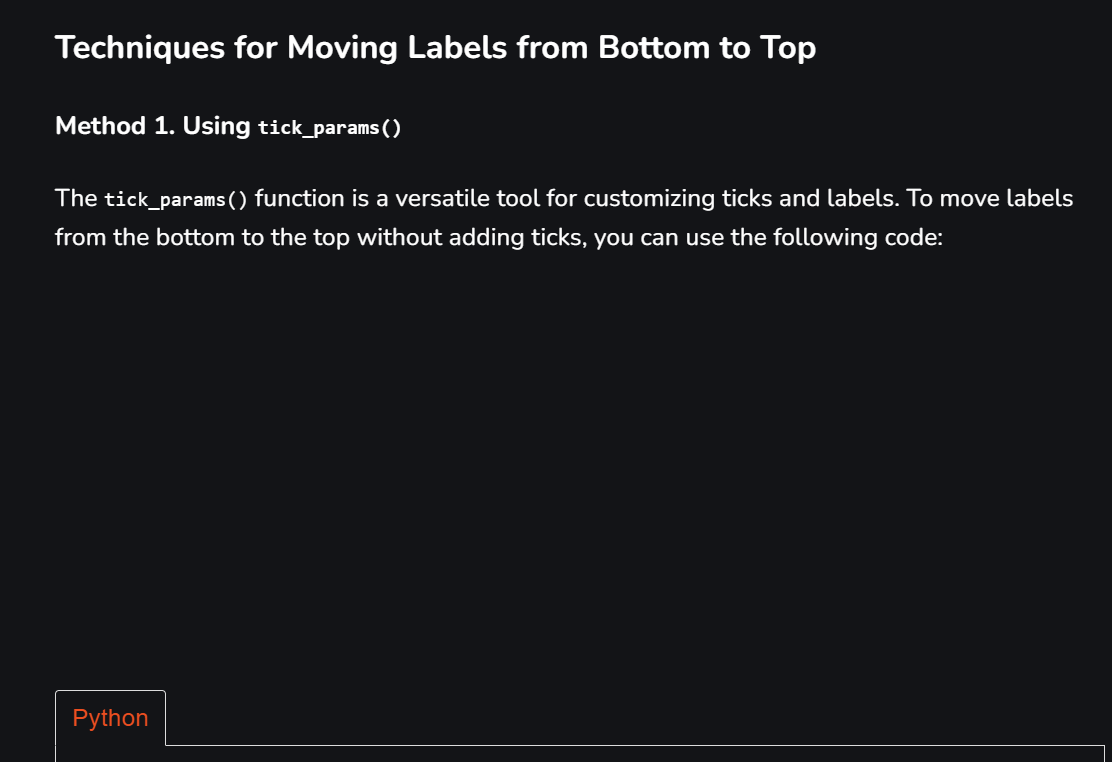 Techniques for Moving Labels from Bottom to Top
Method 1. Using tick_params()
The tick_params() function is a versatile tool for customizing ticks and labels. To move labels
from the bottom to the top without adding ticks, you can use the following code:
Python